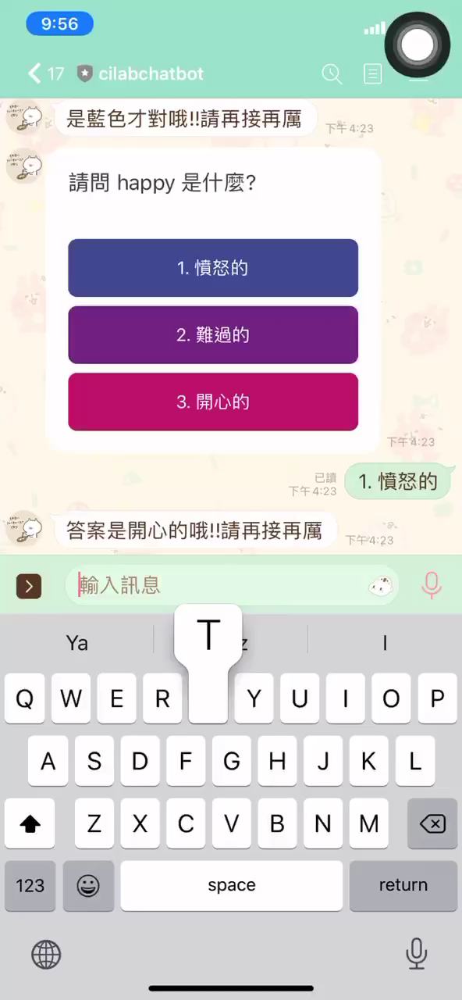 9:56
17 cilabchatbot
是藍色才對哦!!請再接再厲
下午4:23
請問 happy 是什麼?
1. 憤怒的
2. 難過的
3. 開心的
下午4:23
已讀
下午4:23
1. 憤怒的
答案是開心的哦!!請再接再厲
下午4:23
輸入訊息
Ya z I
T
Q W E R Y U I O P
A S D F G H J K L
Z X C V B N M
123 space return